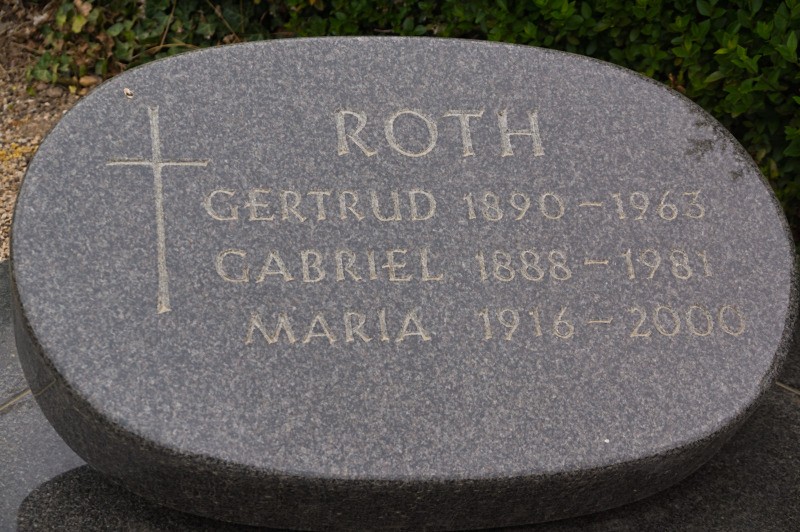 ROTH
GERTRUD 1890 – 1963
GABRIEL 1888 – 1981
MARIA 1916 – 2000